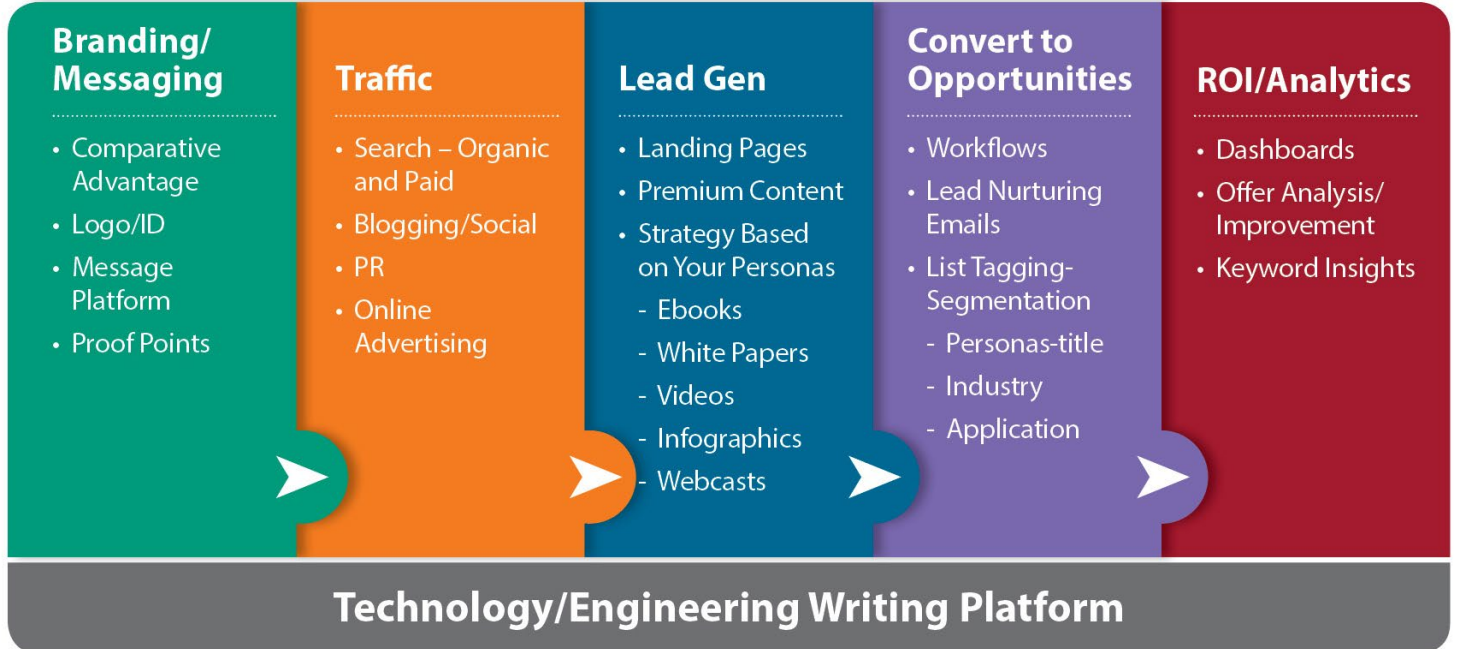 Branding/
Messaging
• Comparative
Advantage
• Logo/ID
• Message
Platform
• Proof Points
Traffic
• Search – Organic
and Paid
• Blogging/Social
• PR
• Online
Advertising
Lead Gen
• Landing Pages
• Premium Content
• Strategy Based
on Your Personas
- Ebooks
- White Papers
- Videos
- Infographics
- Webcasts
Convert to
Opportunities
• Workflows
• Lead Nurturing
Emails
• List Tagging-
Segmentation
- Personas-title
- Industry
- Application
ROI/Analytics
• Dashboards
• Offer Analysis/
Improvement
• Keyword Insights
Technology/Engineering Writing Platform